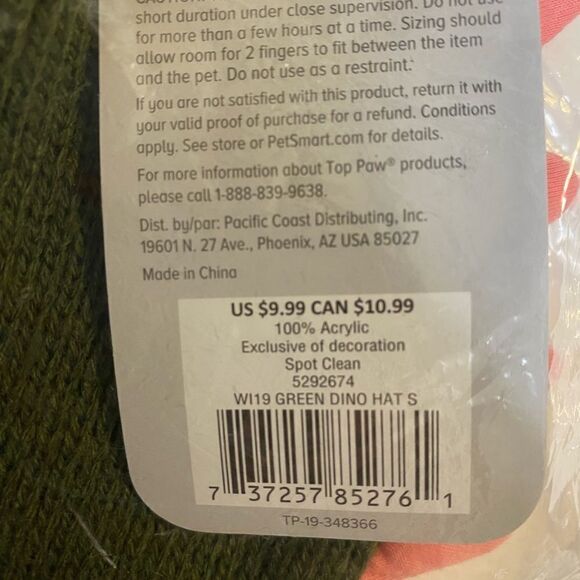 short duration under close supervision. Do not use
for more than a few hours at a time. Sizing should
allow room for 2 fingers to fit between the item
and the pet. Do not use as a restraint.
If you are not satisfied with this product, return it with
your valid proof of purchase for a refund. Conditions
apply. See store or PetSmart.com for details.
For more information about Top Paw® products,
please call 1-888-839-9638.
Dist. by/par: Pacific Coast Distributing, Inc.
19601 N. 27 Ave., Phoenix, AZ USA 85027
Made in China
US $9.99 CAN $10.99
100% Acrylic
Exclusive of decoration
Spot Clean
5292674
WI19 GREEN DINO HAT S
7 37257 85276 1
TP-19-348366